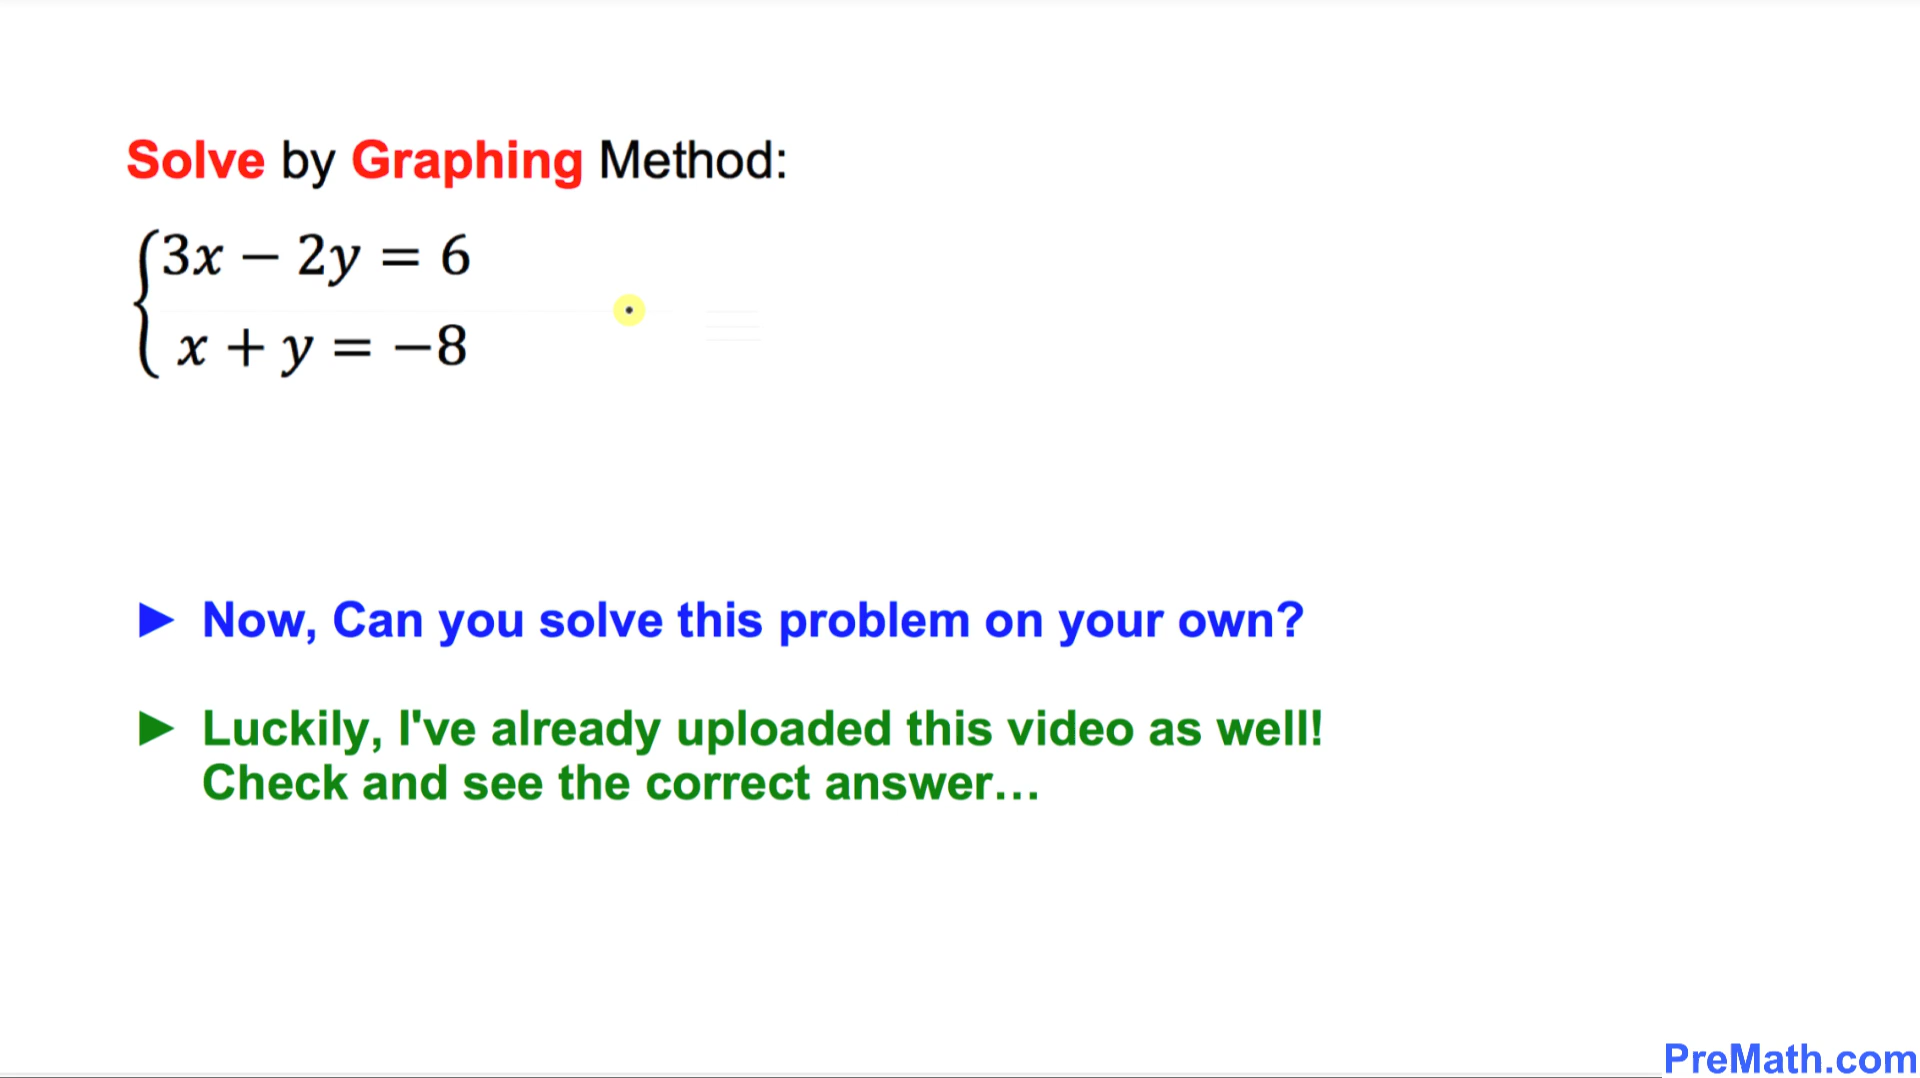 Solve by Graphing Method:
3x − 2y = 6
x + y = −8
► Now, Can you solve this problem on your own?
► Luckily, I've already uploaded this video as well!
Check and see the correct answer...
PreMath.com